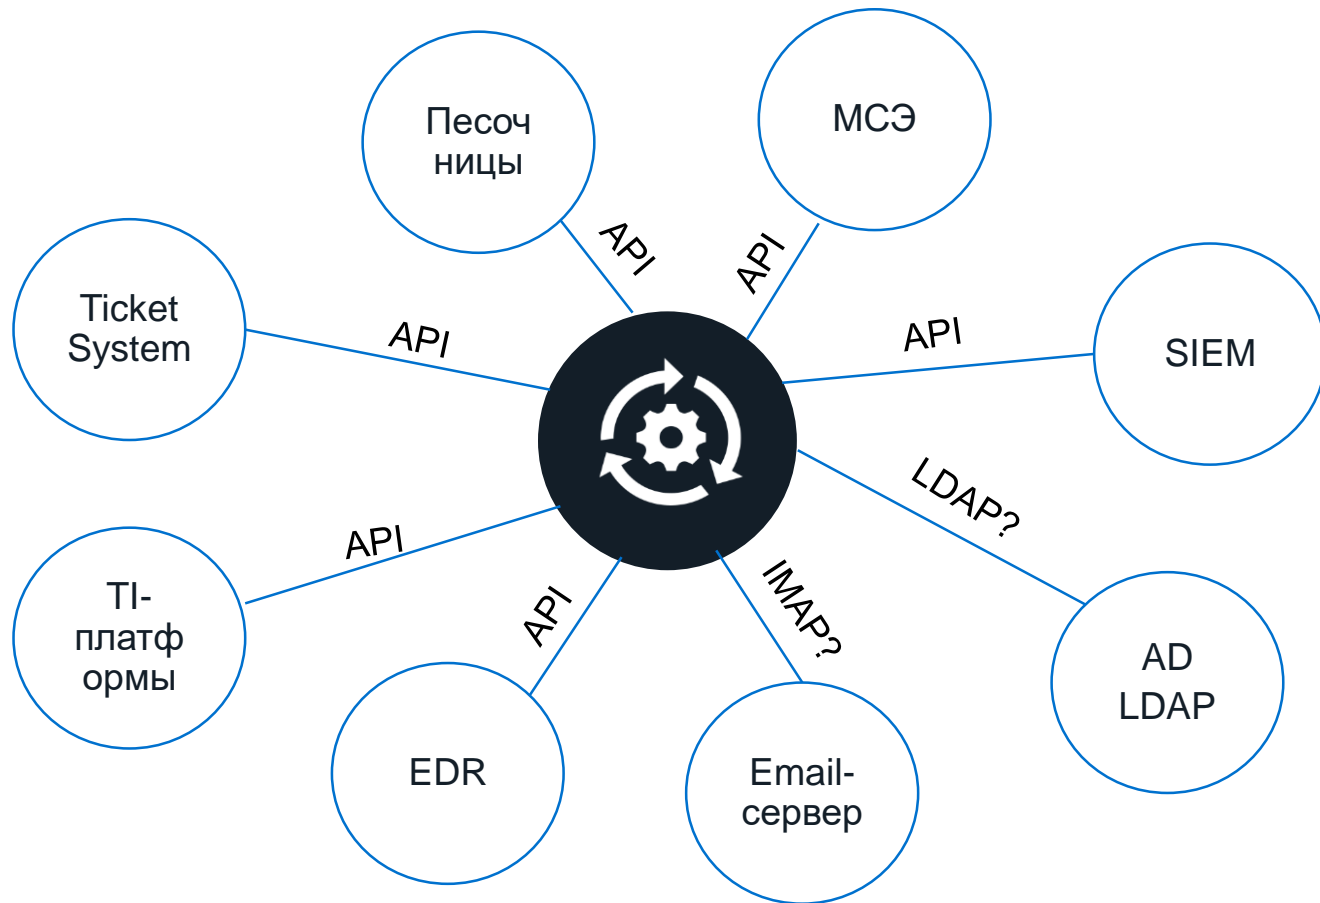 Песоч
ницы
МСЭ
API
API
Ticket
System
API
API
SIEM
LDAP?
API
TI-
платф
ормы
API
IMAP?
AD
LDAP
EDR
Email-
сервер